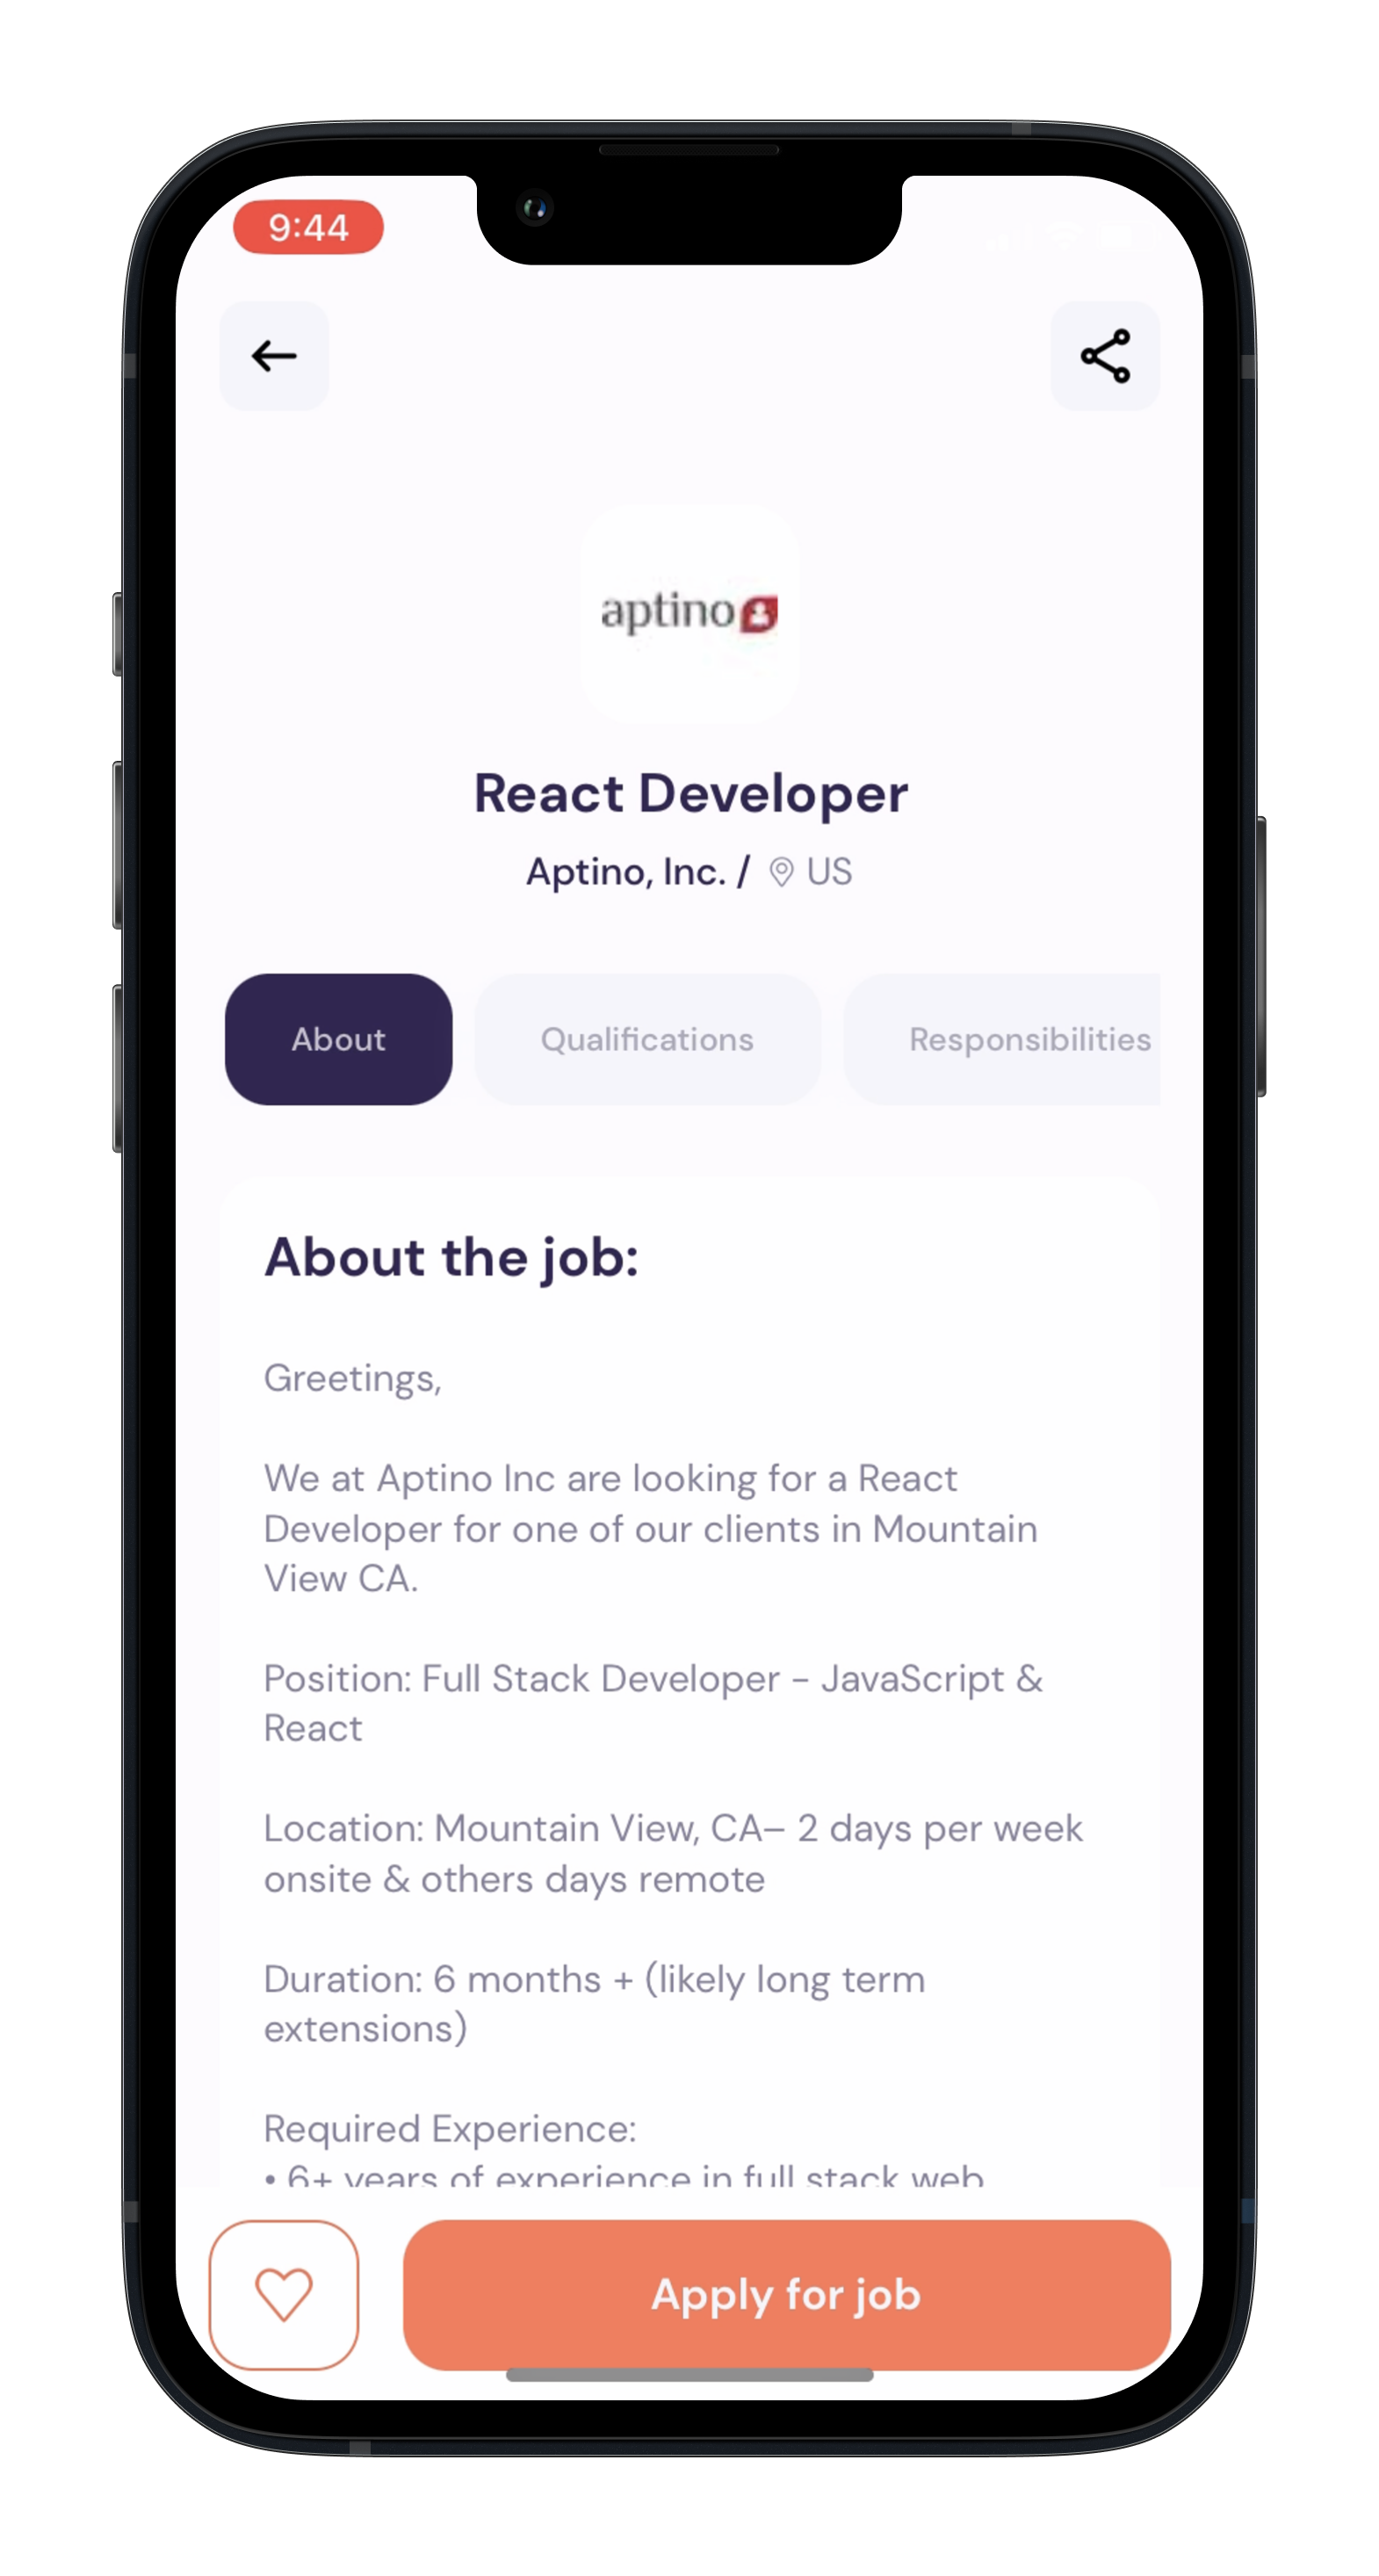 9:44
aptino
React Developer
Aptino, Inc. / US
About Qualifications Responsibilities
About the job:
Greetings,
We at Aptino Inc are looking for a React
Developer for one of our clients in Mountain
View CA.
Position: Full Stack Developer - JavaScript &
React
Location: Mountain View, CA– 2 days per week
onsite & others days remote
Duration: 6 months + (likely long term
extensions)
Required Experience:
• 6+ years of experience in full stack web
Apply for job